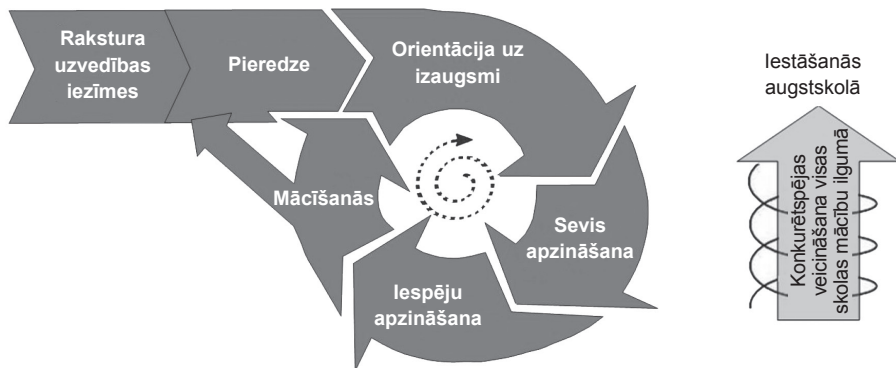 Rakstura
uzvedības
iezīmes
Pieredze
Orientācija uz
izaugsmi
Mācīšanās
Sevis
apzināšana
Iespēju
apzināšana
Iestāšanās
augstskolā
Konkurētspējas
veicināšana visas
skolas mācību ilgumā